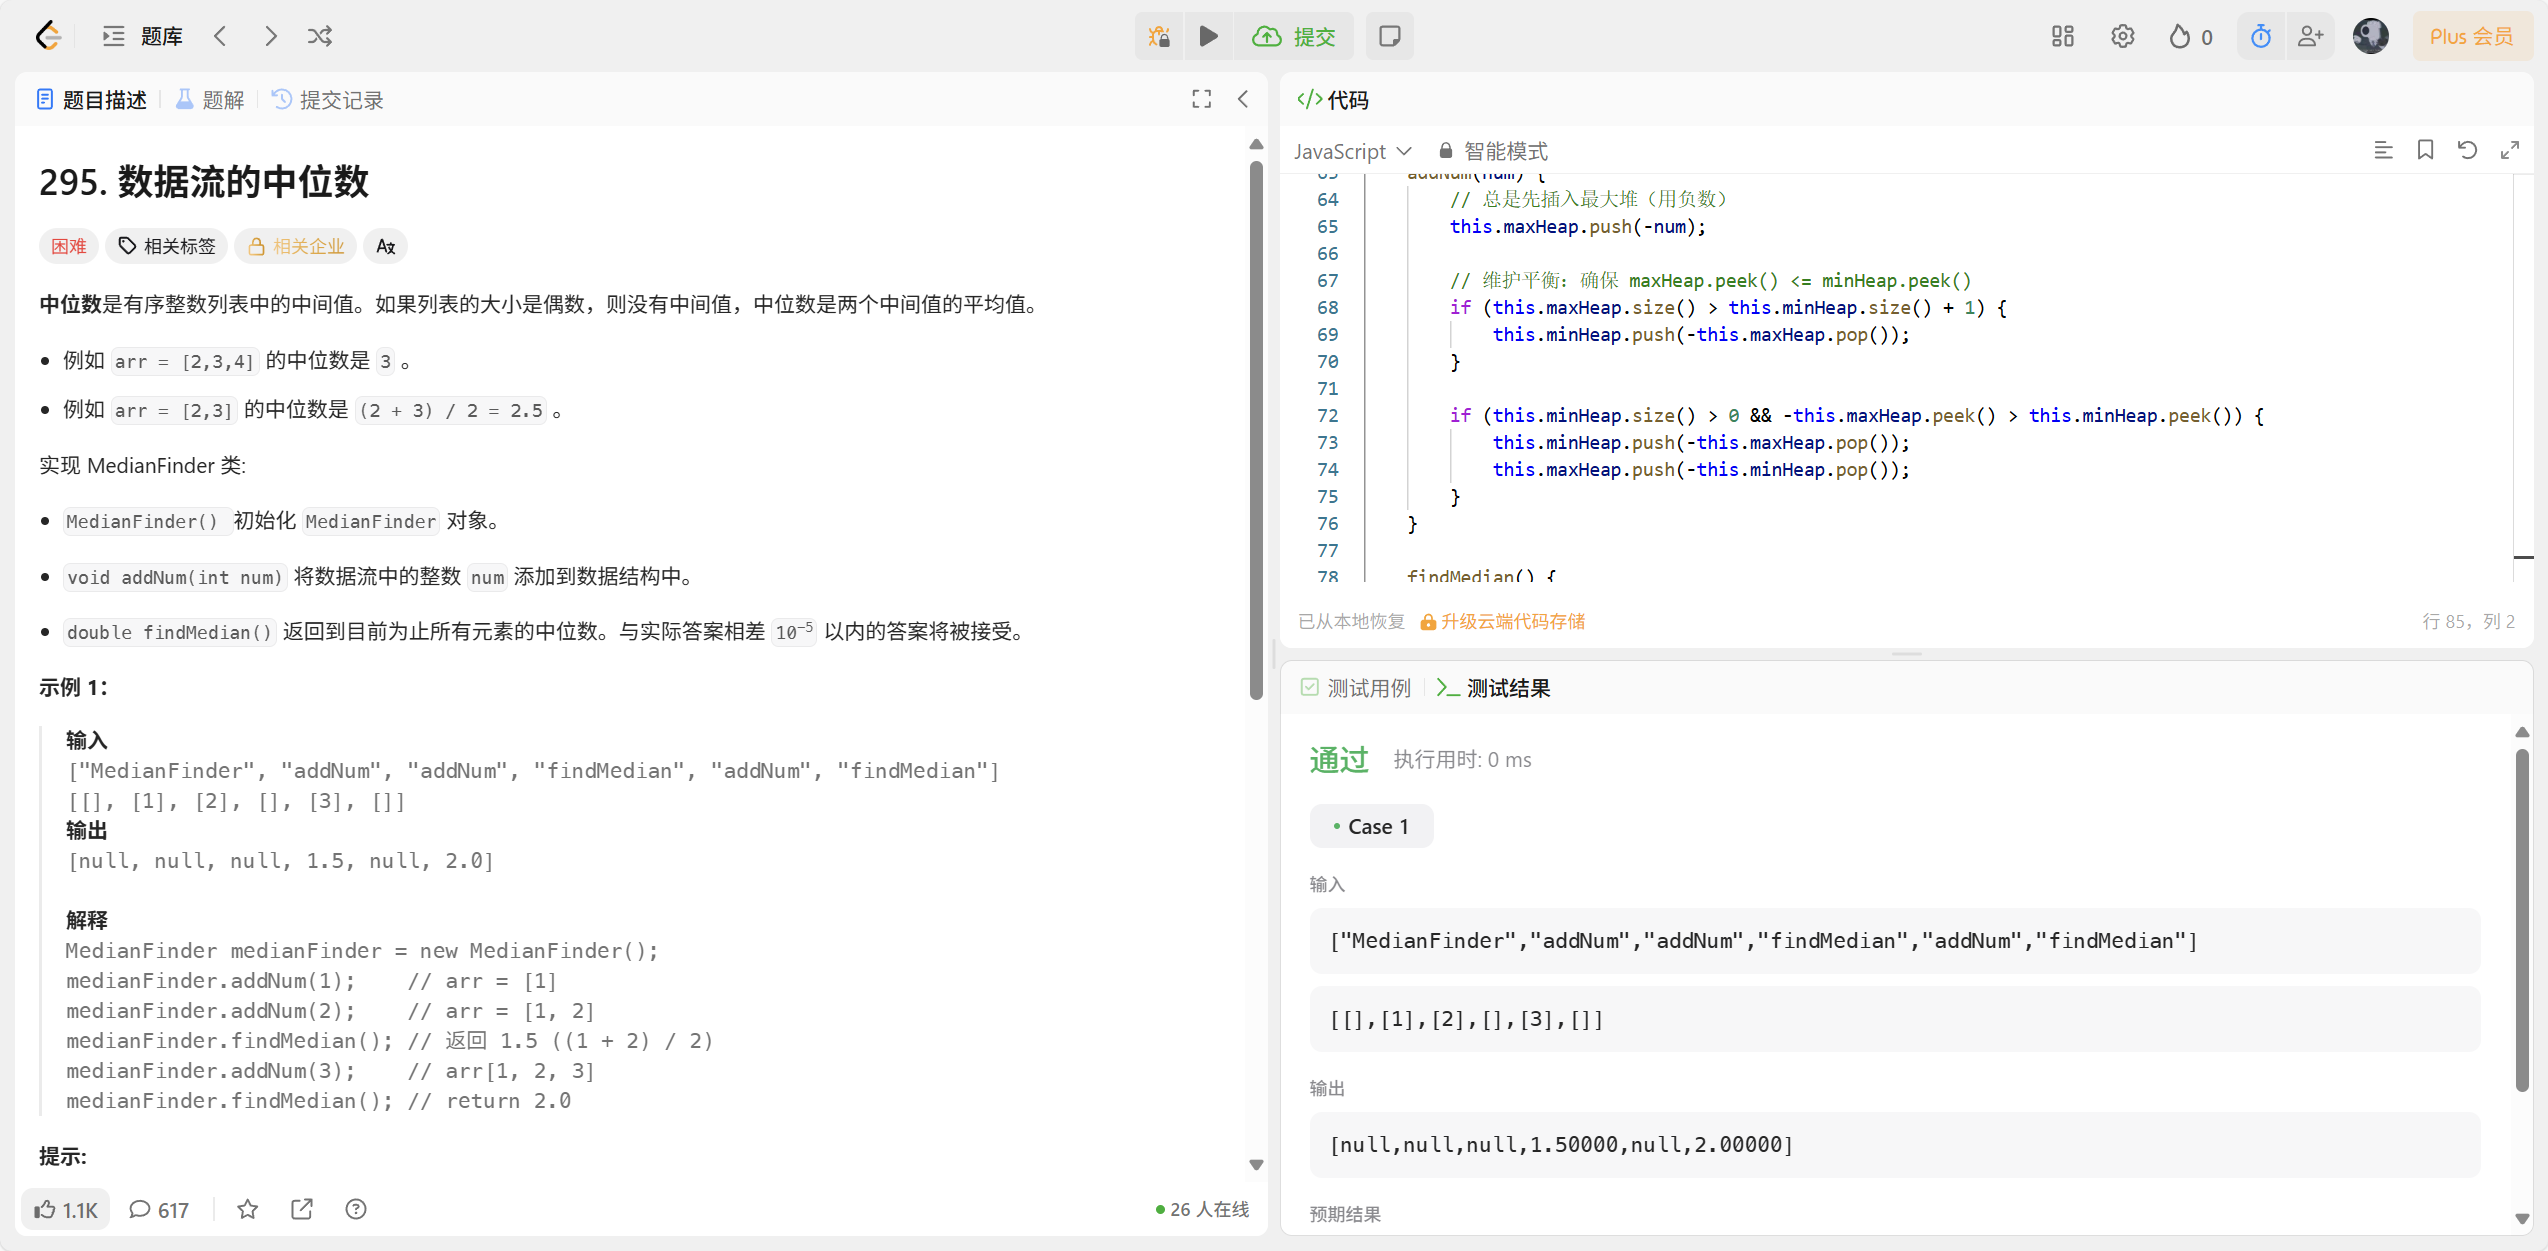 题库
提交
0
Plus 会员
题目描述
题解
提交记录
295. 数据流的中位数
困难
相关标签
相关企业
中位数是有序整数列表中的中间值。如果列表的大小是偶数，则没有中间值，中位数是两个中间值的平均值。
例如 arr = [2,3,4] 的中位数是 3 。
例如 arr = [2,3] 的中位数是 (2 + 3) / 2 = 2.5 。
实现 MedianFinder 类:
MedianFinder() 初始化 MedianFinder 对象。
void addNum(int num) 将数据流中的整数 num 添加到数据结构中。
double findMedian() 返回到目前为止所有元素的中位数。与实际答案相差 10⁻⁵ 以内的答案将被接受。
示例 1：
输入
["MedianFinder", "addNum", "addNum", "findMedian", "addNum", "findMedian"]
[[], [1], [2], [], [3], []]
输出
[null, null, null, 1.5, null, 2.0]
解释
MedianFinder medianFinder = new MedianFinder();
medianFinder.addNum(1);    // arr = [1]
medianFinder.addNum(2);    // arr = [1, 2]
medianFinder.findMedian(); // 返回 1.5 ((1 + 2) / 2)
medianFinder.addNum(3);    // arr[1, 2, 3]
medianFinder.findMedian(); // return 2.0
提示:
1.1K
617
26 人在线
</> 代码
JavaScript
智能模式
63 addNum(num) {
64 // 总是先插入最大堆（用负数）
65 this.maxHeap.push(-num);
66
67 // 维护平衡：确保 maxHeap.peek() <= minHeap.peek()
68 if (this.maxHeap.size() > this.minHeap.size() + 1) {
69 this.minHeap.push(-this.maxHeap.pop());
70 }
71
72 if (this.minHeap.size() > 0 && -this.maxHeap.peek() > this.minHeap.peek()) {
73 this.minHeap.push(-this.maxHeap.pop());
74 this.maxHeap.push(-this.minHeap.pop());
75 }
76 }
77
78 findMedian() {
已从本地恢复
升级云端代码存储
行 85，列 2
测试用例
测试结果
通过
执行用时: 0 ms
Case 1
输入
["MedianFinder","addNum","addNum","findMedian","addNum","findMedian"]
[[],[1],[2],[],[3],[]]
输出
[null,null,null,1.50000,null,2.00000]
预期结果